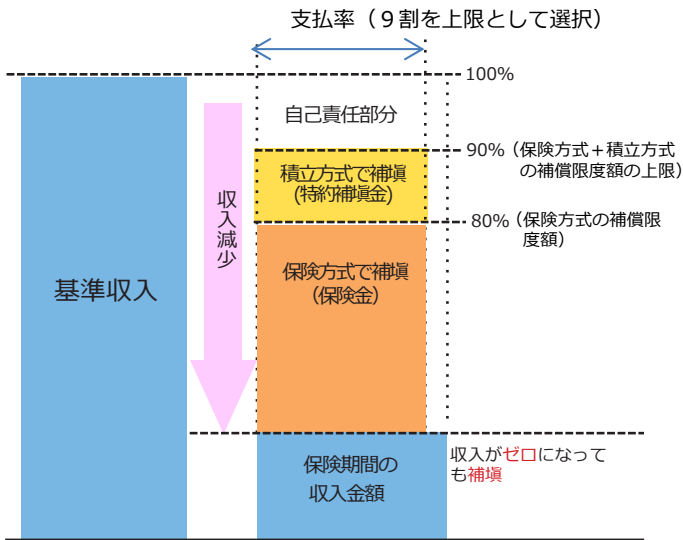 支払率（９割を上限として選択）
100%
自己責任部分
90%（保険方式＋積立方式
の補償限度額の上限）
積立方式で補塡
(特約補塡金)
80%（保険方式の補償限
度額）
収入減少
基準収入
保険方式で補塡
（保険金）
保険期間の
収入金額
収入がゼロになって
も補塡